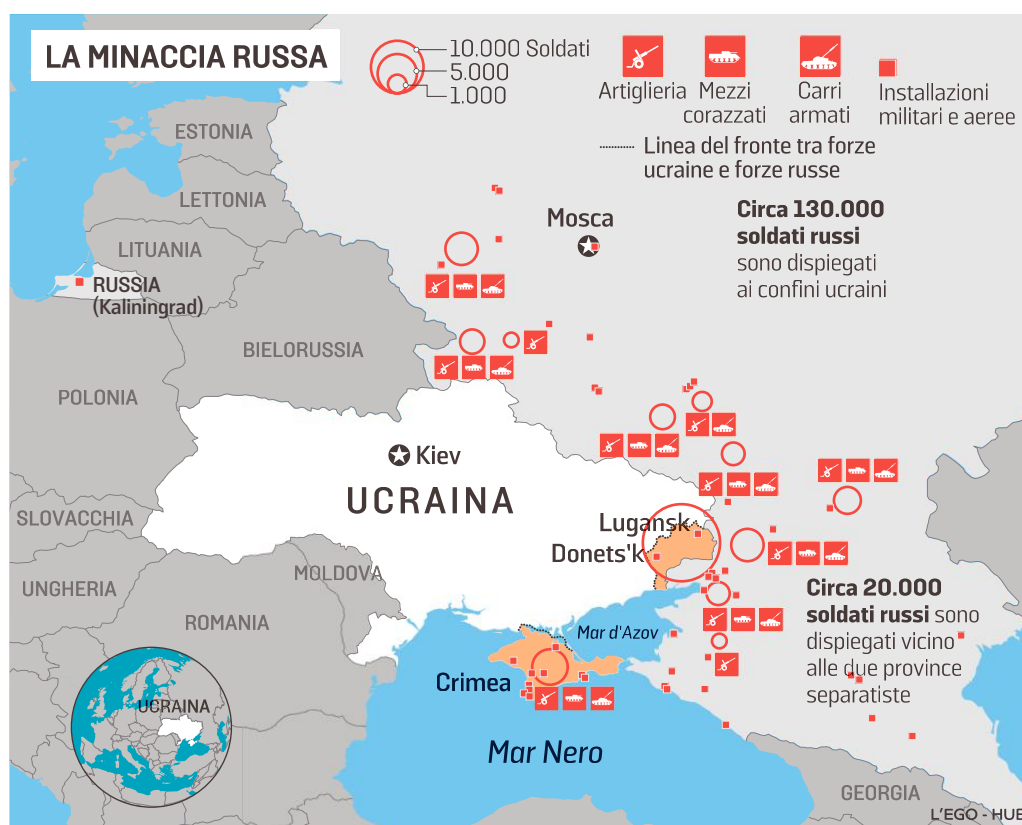 LA MINACCIA RUSSA
10.000 Soldati
5.000
1.000
Artiglieria
Mezzi
corazzati
Carri
armati
Installazioni
militari e aeree
Linea del fronte tra forze
ucraine e forze russe
ESTONIA
LETTONIA
LITUANIA
RUSSIA
(Kaliningrad)
Mosca
Circa 130.000
soldati russi
sono dispiegati
ai confini ucraini
BIELORUSSIA
POLONIA
Kiev
UCRAINA
SLOVACCHIA
Lugansk
Donets'k
UNGHERIA
MOLDOVA
ROMANIA
Circa 20.000
soldati russi sono
dispiegati vicino
alle due province
separatiste
Mar d'Azov
Crimea
UCRAINA
Mar Nero
GEORGIA
L'EGO - HUB